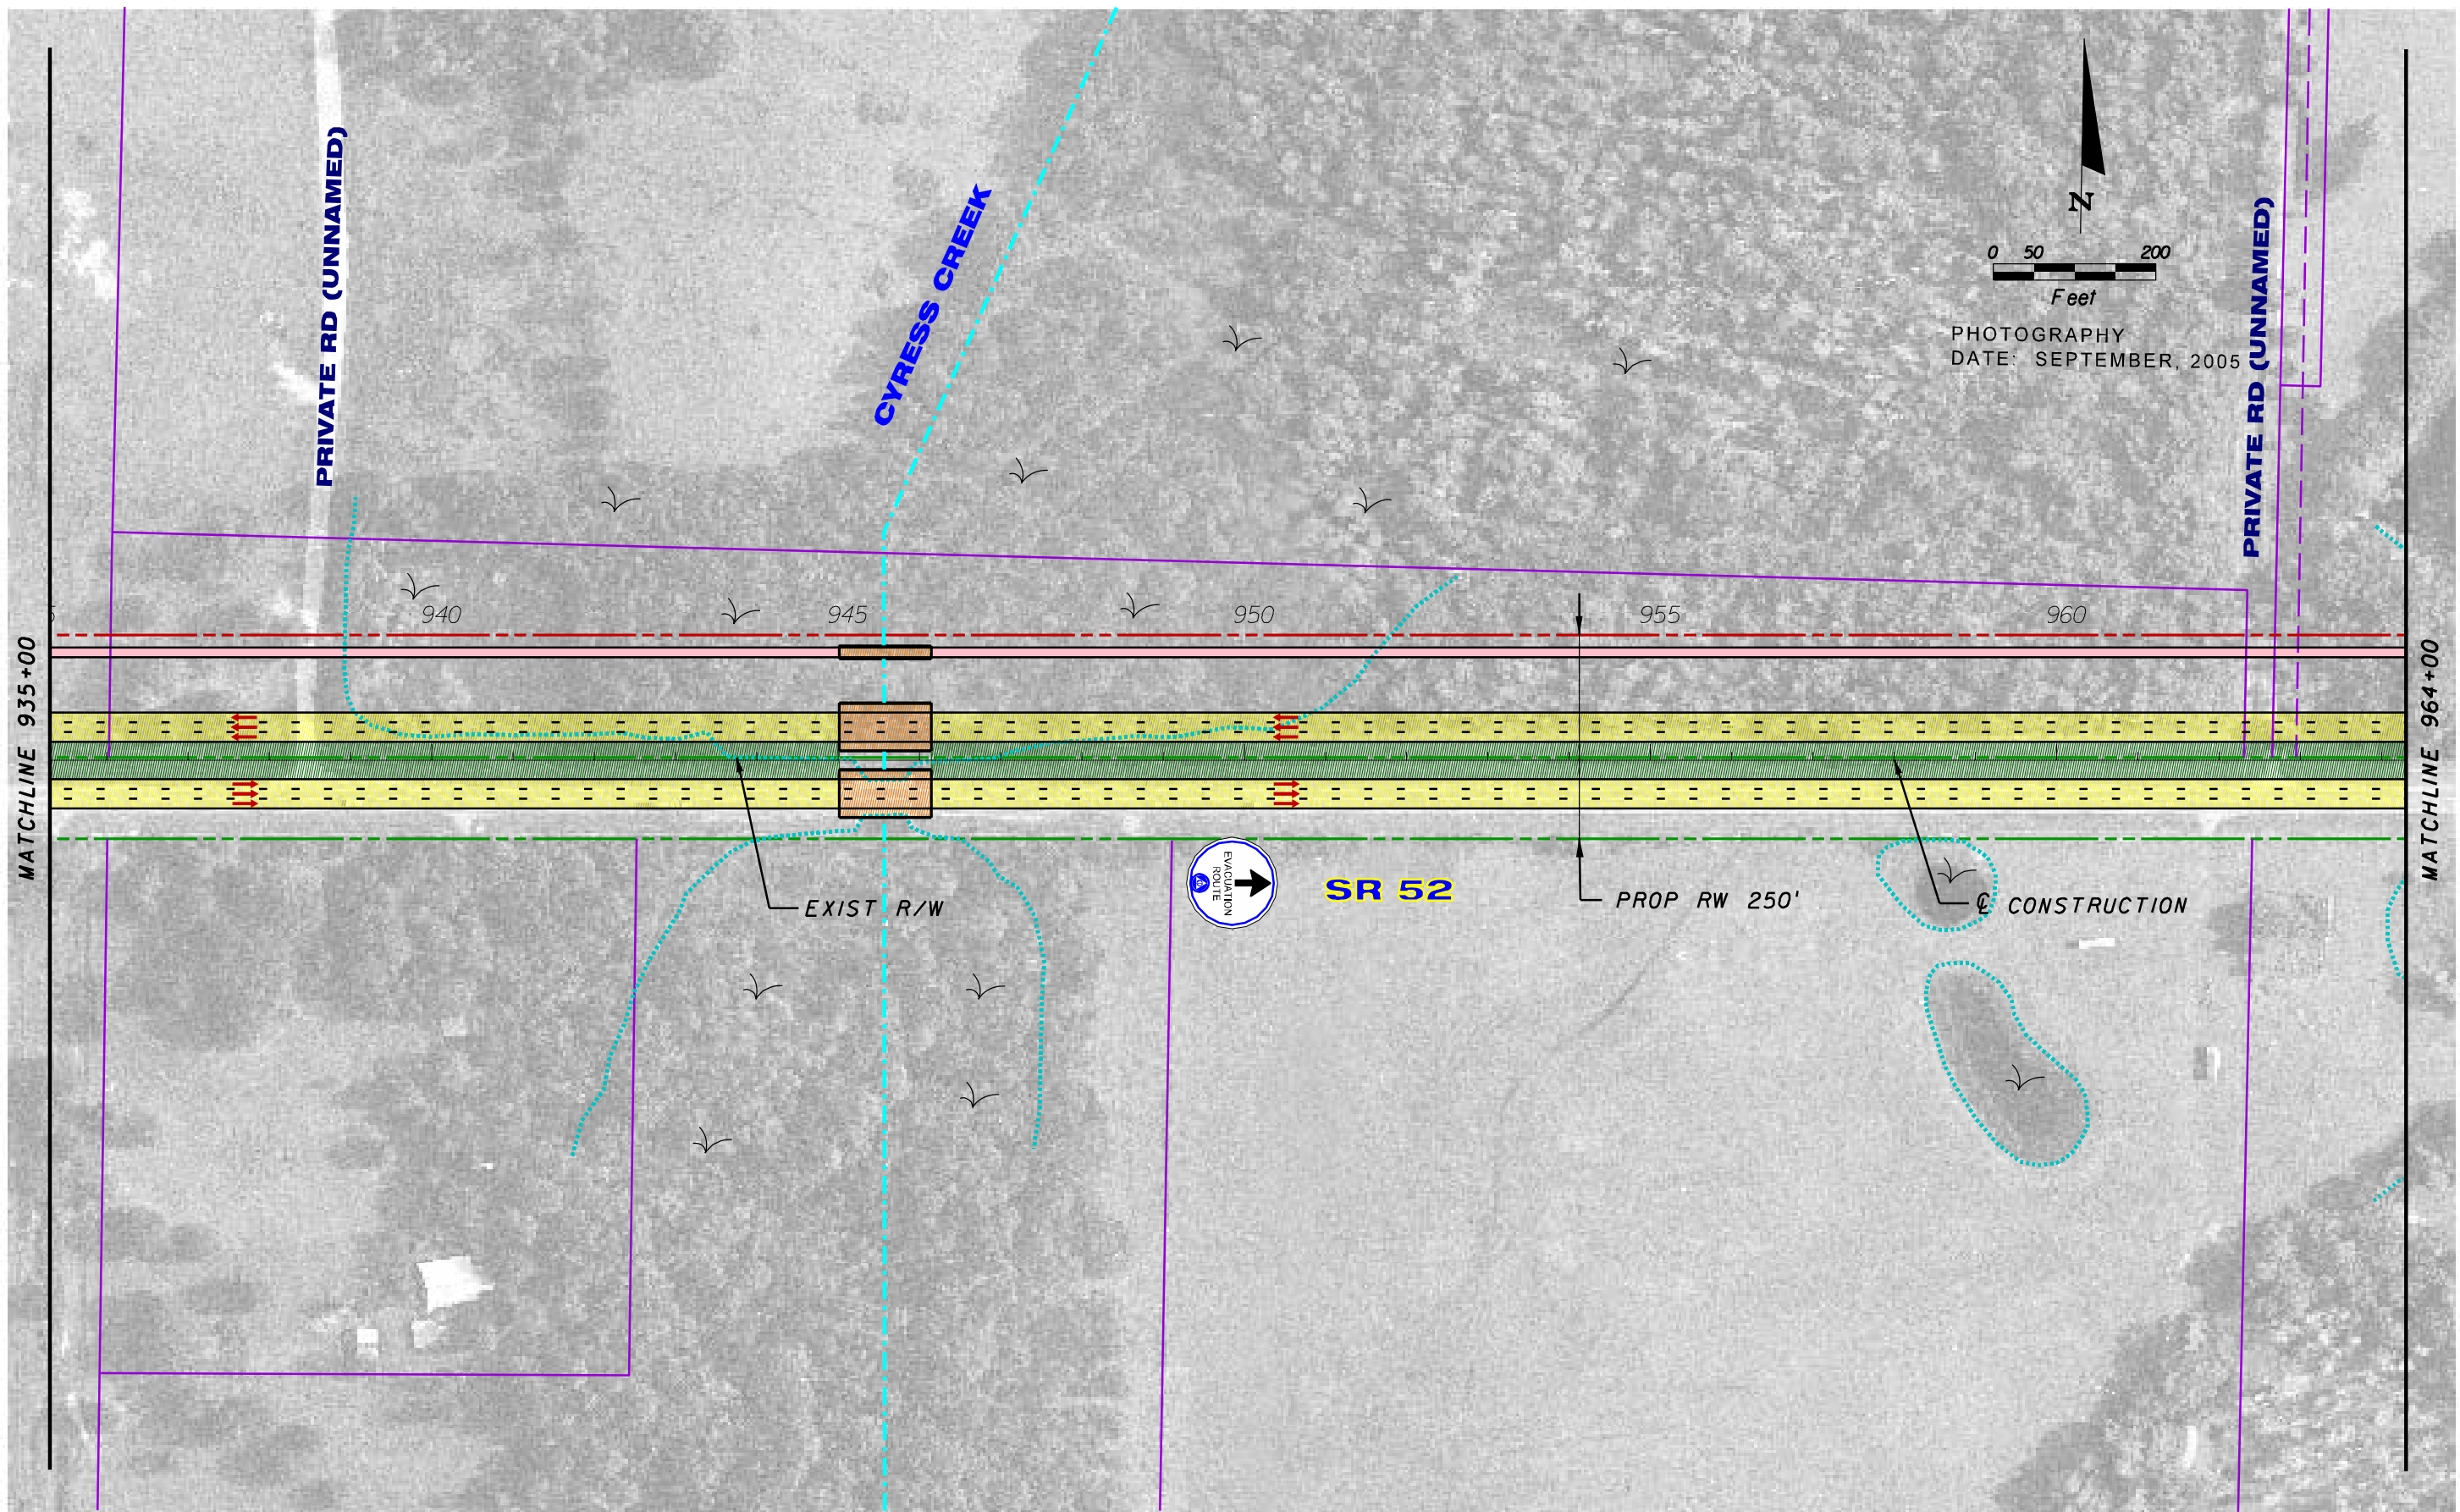 PRIVATE RD (UNNAMED)
CYRESS CREEK
N
0 50 200
Feet
PHOTOGRAPHY
DATE: SEPTEMBER, 2005
PRIVATE RD (UNNAMED)
940 945 950 955 960
MATCHLINE 935+00
MATCHLINE 964+00
EXIST R/W
EVACUATION
ROUTE
SR 52
PROP RW 250'
℄ CONSTRUCTION